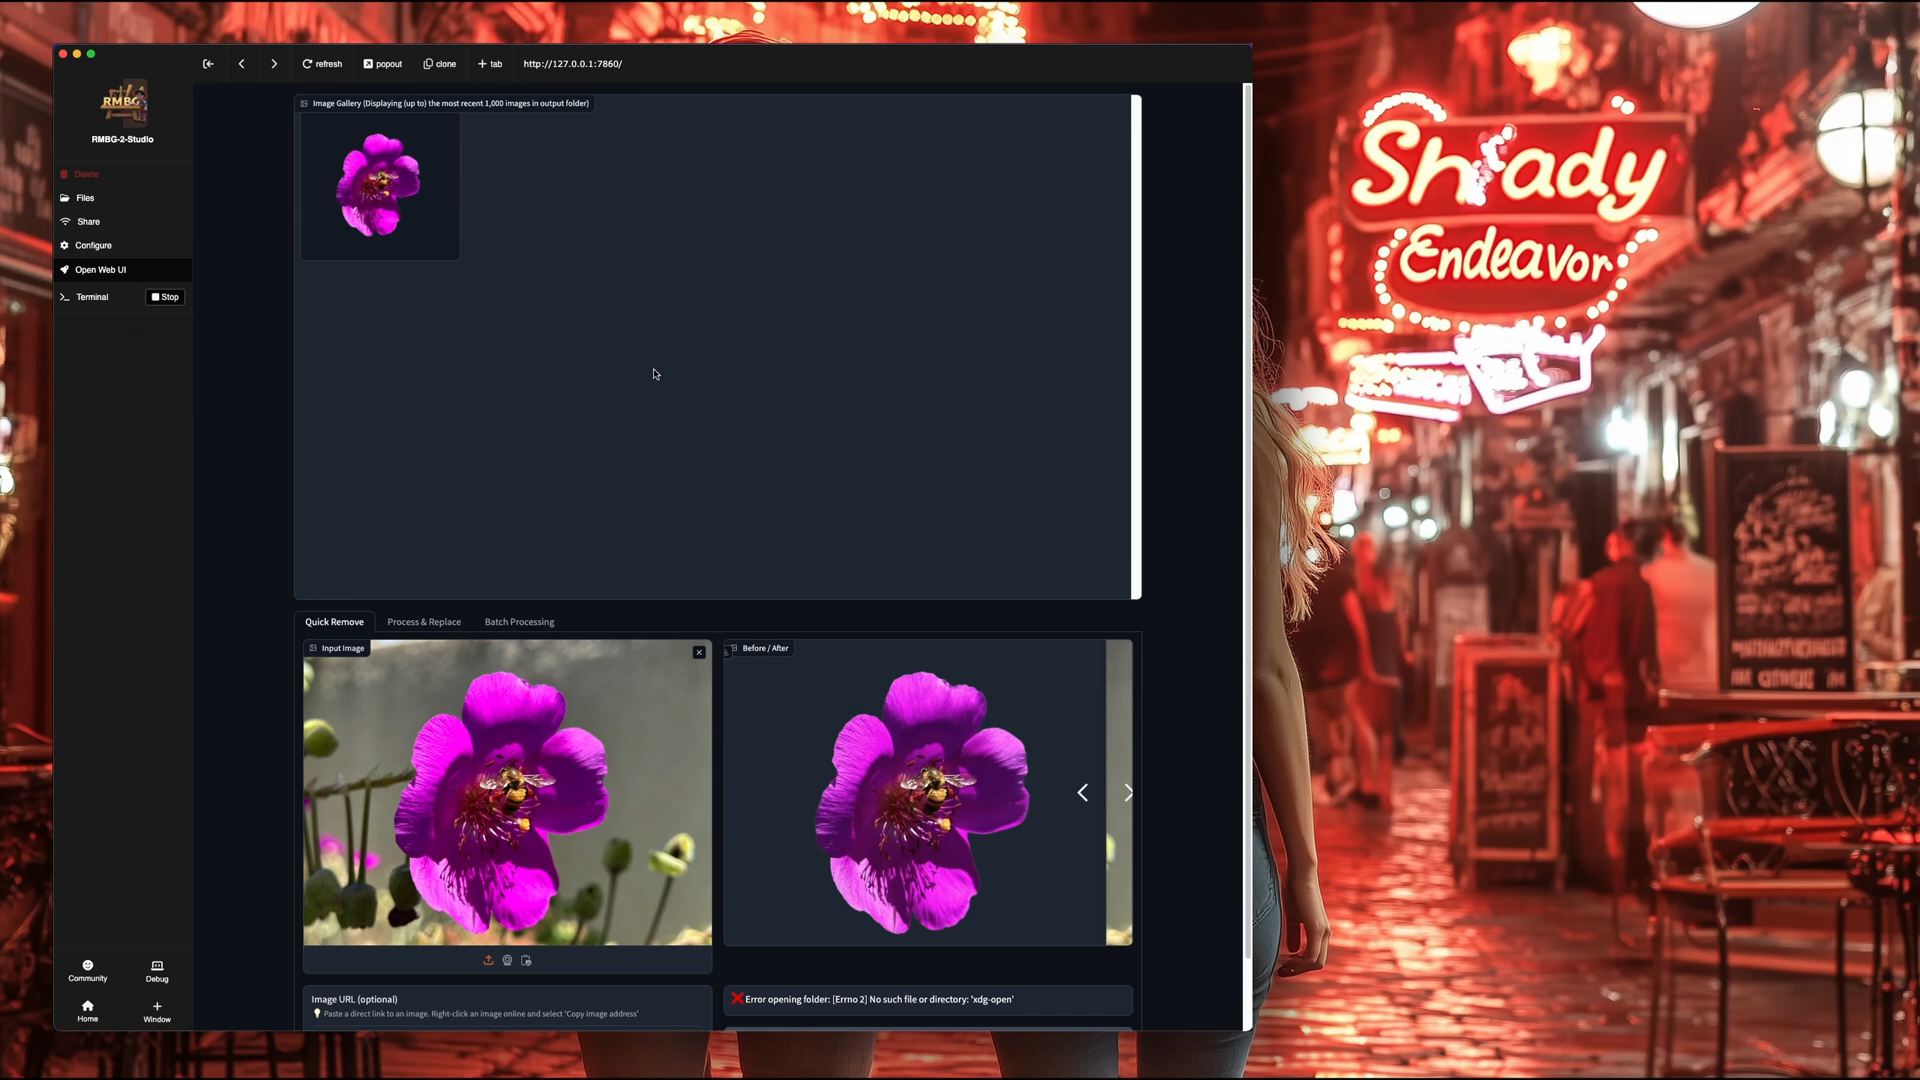 refresh
popout
clone
tab
http://127.0.0.1:7860/
RMBG
RMBG-2-Studio
Delete
Files
Share
Configure
Open Web UI
Terminal
Stop
Community
Debug
Home
Window
Image Gallery (Displaying (up to) the most recent 1,000 images in output folder)
Quick Remove
Process & Replace
Batch Processing
Input Image
Before / After
Image URL (optional)
💡 Paste a direct link to an image. Right-click an image online and select 'Copy image address'
❌ Error opening folder: [Errno 2] No such file or directory: 'xdg-open'
Shady
Endeavor